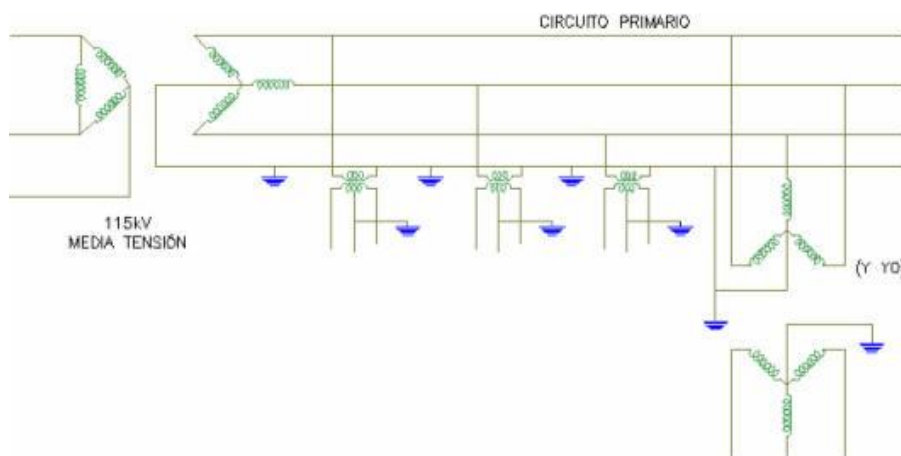 CIRCUITO PRIMARIO
115kV
MEDIA TENSIÓN
(Y YO)